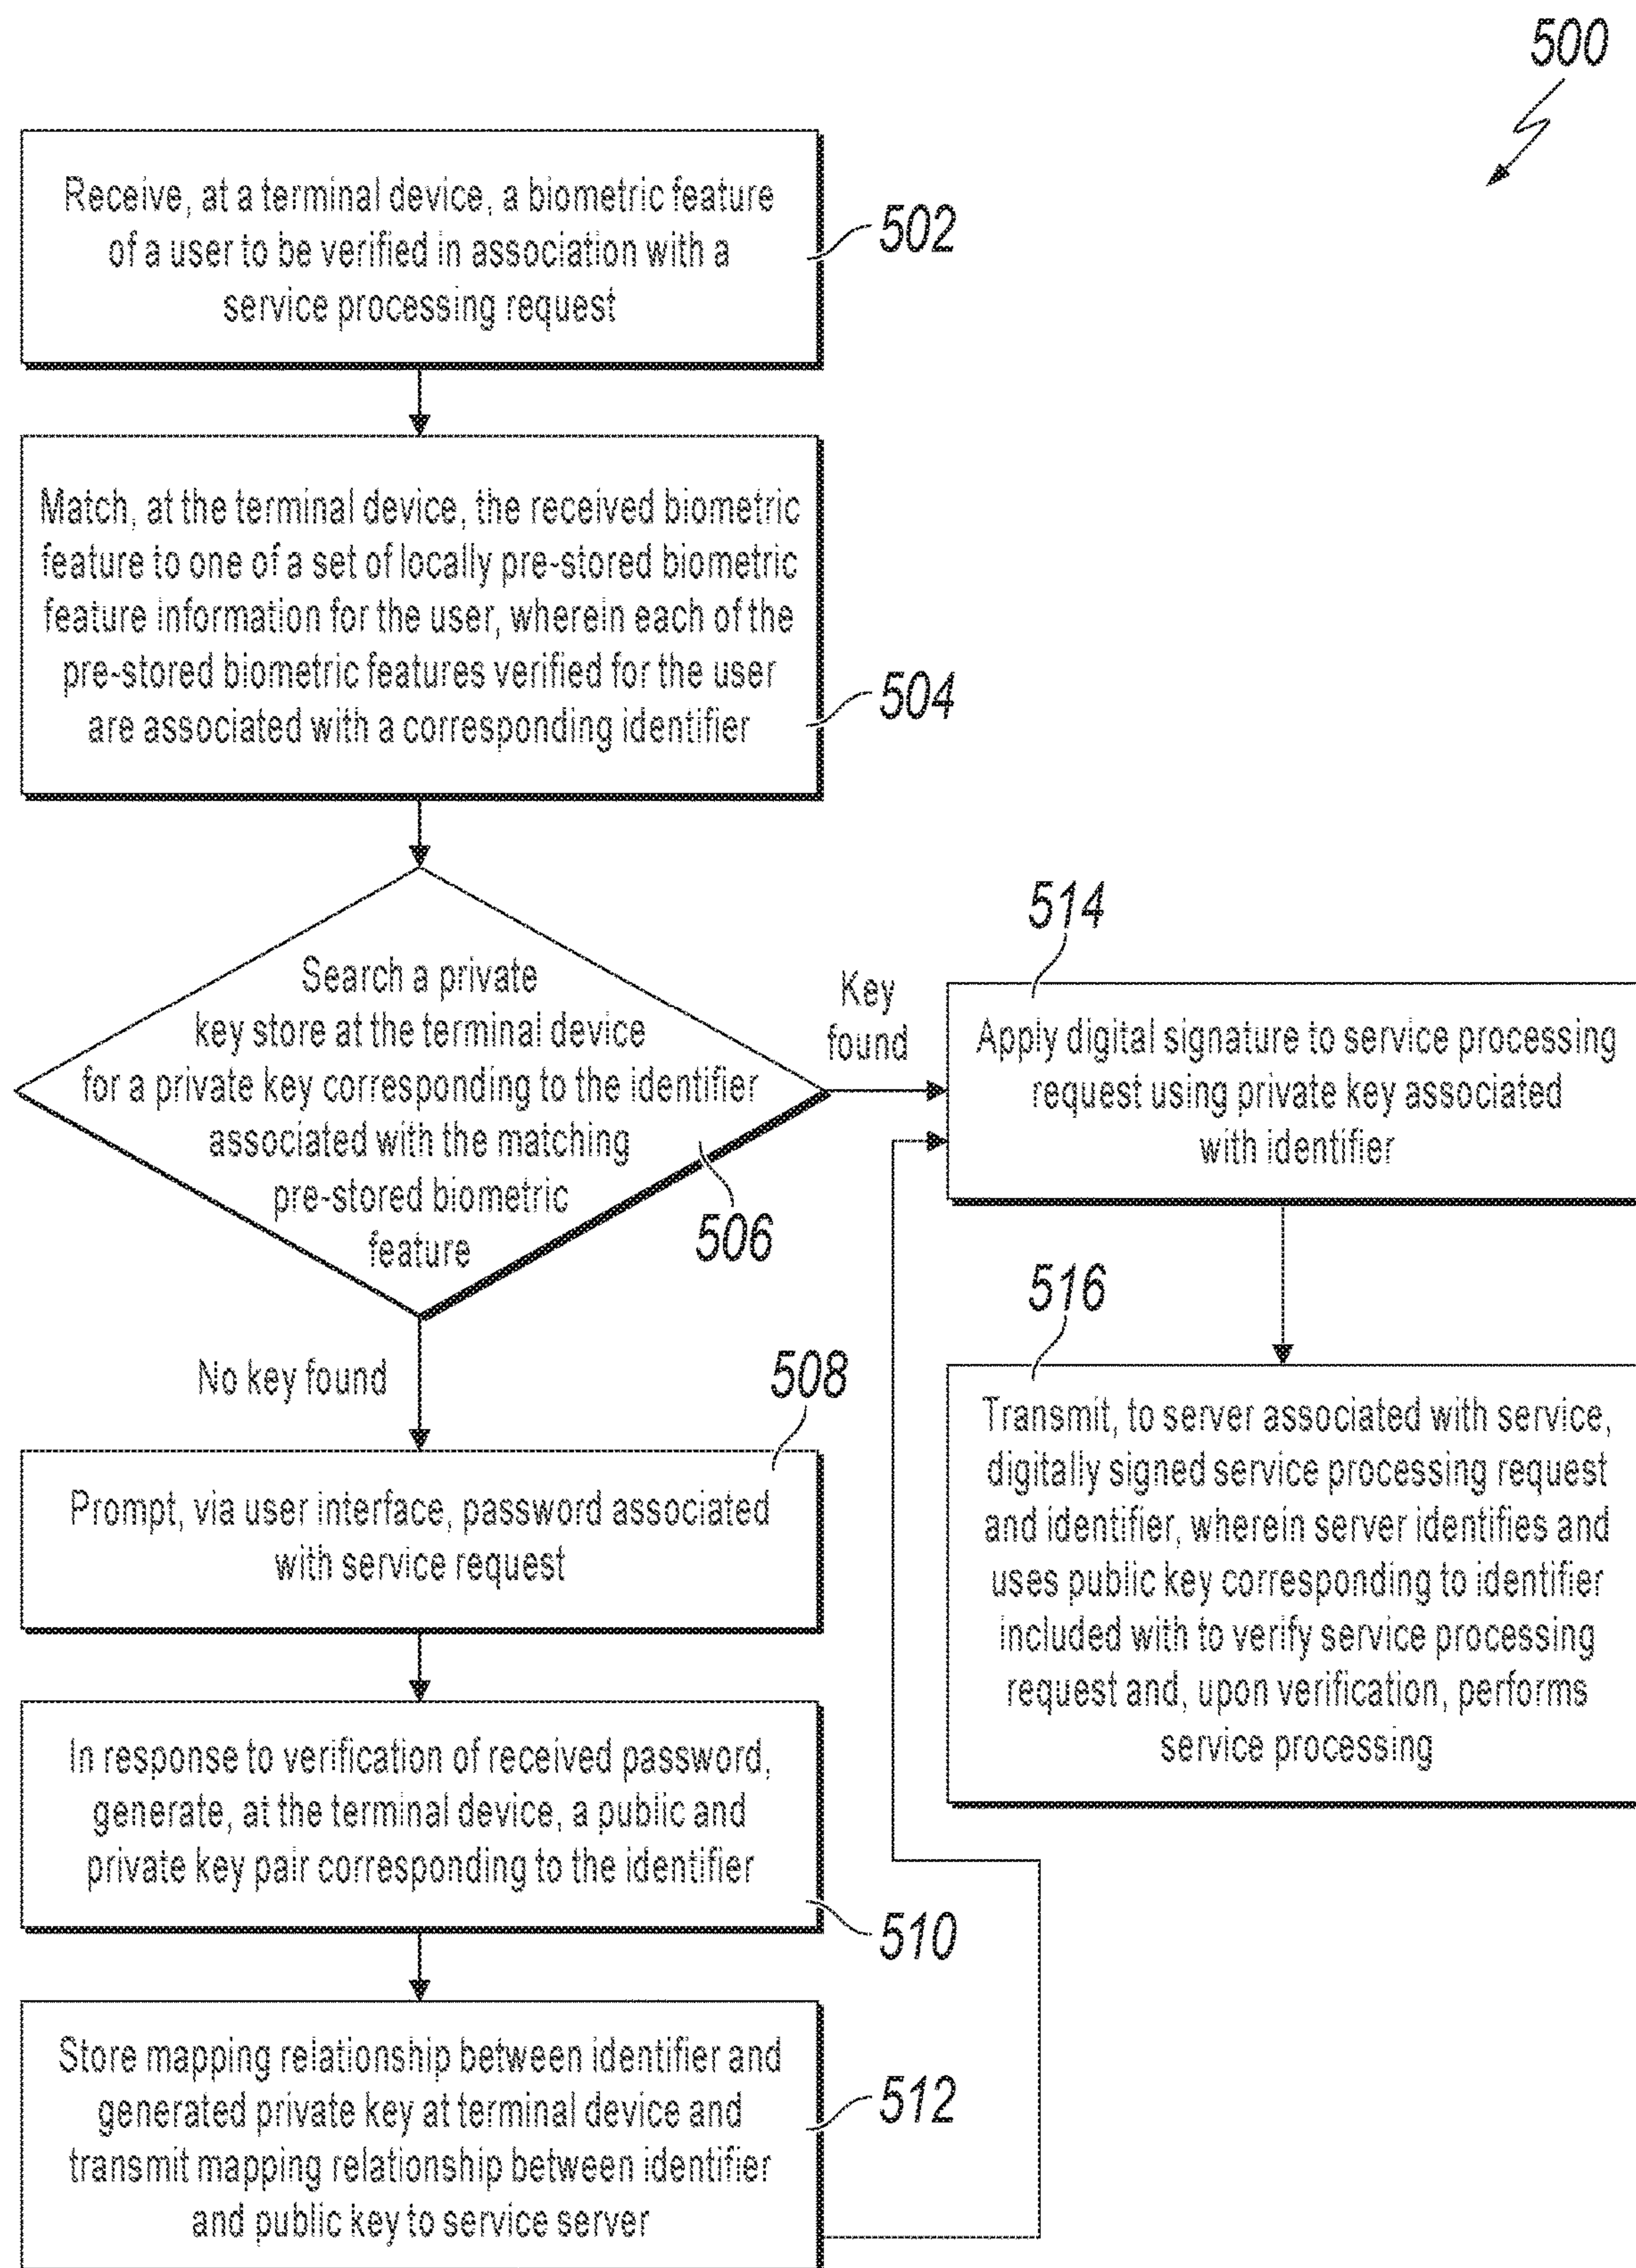 500
Receive, at a terminal device, a biometric feature
of a user to be verified in association with a
service processing request
502
Match, at the terminal device, the received biometric
feature to one of a set of locally pre-stored biometric
feature information for the user, wherein each of the
pre-stored biometric features verified for the user
are associated with a corresponding identifier
504
Search a private
key store at the terminal device
for a private key corresponding to the identifier
associated with the matching
pre-stored biometric
feature
506
Key
found
No key found
508
Prompt, via user interface, password associated
with service request
In response to verification of received password,
generate, at the terminal device, a public and
private key pair corresponding to the identifier
510
Store mapping relationship between identifier and
generated private key at terminal device and
transmit mapping relationship between identifier
and public key to service server
512
514
Apply digital signature to service processing
request using private key associated
with identifier
516
Transmit, to server associated with service,
digitally signed service processing request
and identifier, wherein server identifies and
uses public key corresponding to identifier
included with to verify service processing
request and, upon verification, performs
service processing